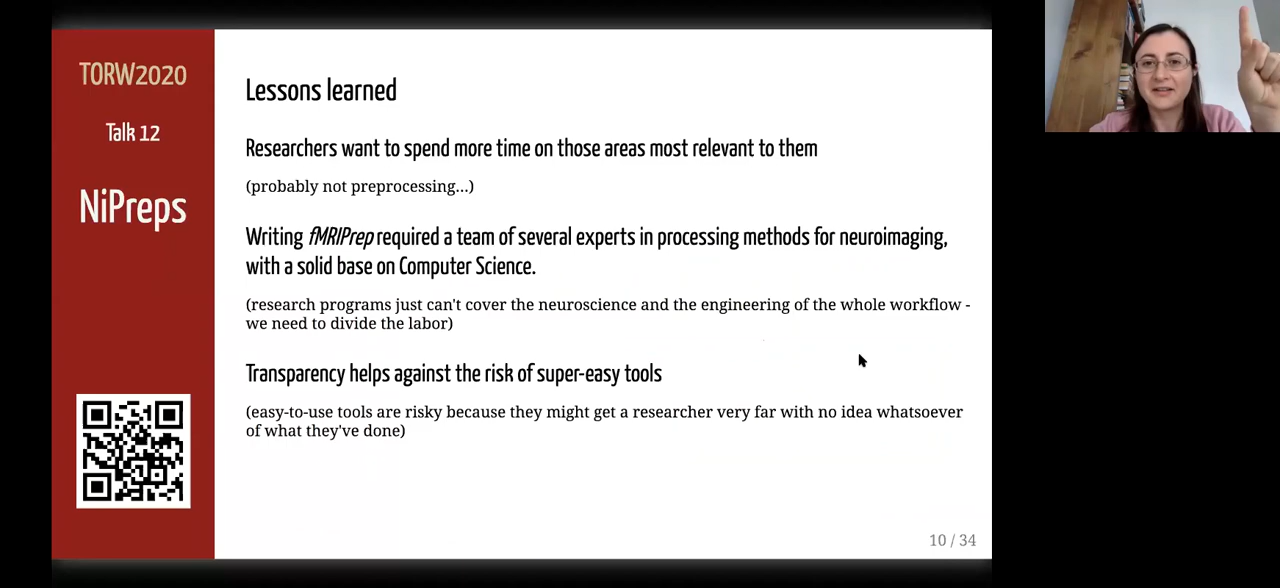 TORW2020
Talk 12
NiPreps
Lessons learned
Researchers want to spend more time on those areas most relevant to them
(probably not preprocessing...)
Writing fMRIPrep required a team of several experts in processing methods for neuroimaging,
with a solid base on Computer Science.
(research programs just can't cover the neuroscience and the engineering of the whole workflow -
we need to divide the labor)
Transparency helps against the risk of super-easy tools
(easy-to-use tools are risky because they might get a researcher very far with no idea whatsoever
of what they've done)
10 / 34